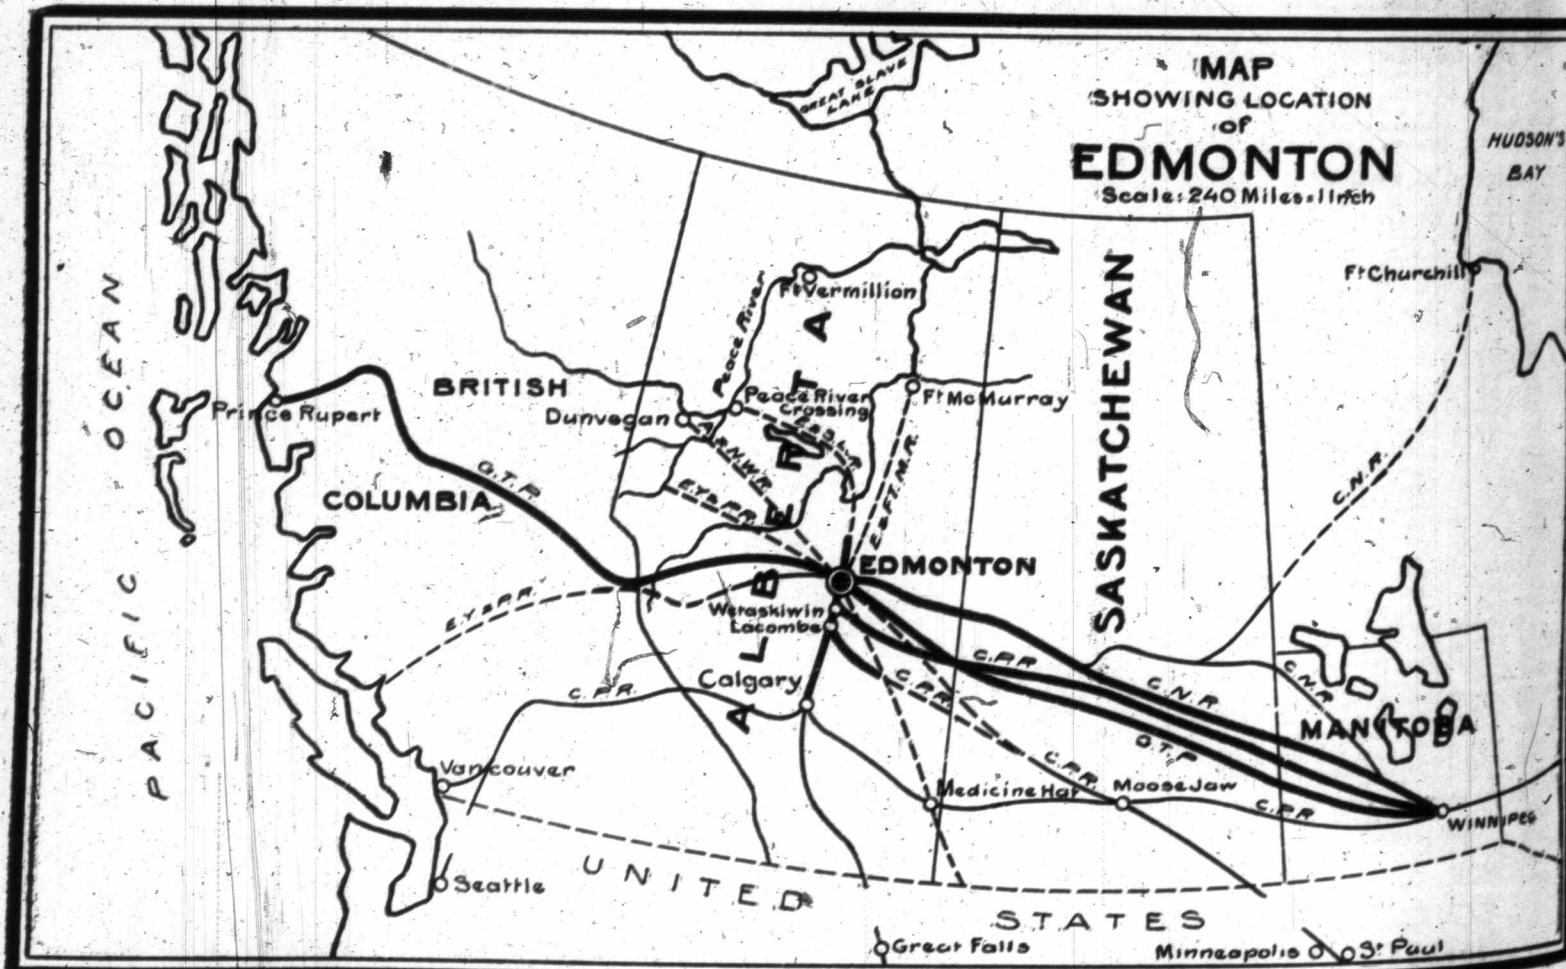 MAP
SHOWING LOCATION
of
EDMONTON
Scale: 240 Miles = 1 Inch
GREAT SLAVE
LAKE
HUDSON'S
BAY
Ft Churchill
PACIFIC OCEAN
Prince Rupert
BRITISH
COLUMBIA
G.T.P.
Dunvegan
Peace River
Ft Vermillion
Peace River
Crossing
Ft McMurray
ALBERTA
SASKATCHEWAN
A.R.N.W.R.
E.Y.& P.R.
E.& Ft. M.R.
C.N.R.
EDMONTON
Wetaskiwin
Lacombe
E.Y.& P.R.
Calgary
C.P.R.
C.P.R.
C.P.R.
C.N.R
C.N.R
MANITOBA
G.T.P
C.P.R.
Vancouver
Medicine Hat
Moose Jaw
C.P.R
WINNIPEG
Seattle
UNITED
STATES
Great Falls
Minneapolis
St Paul